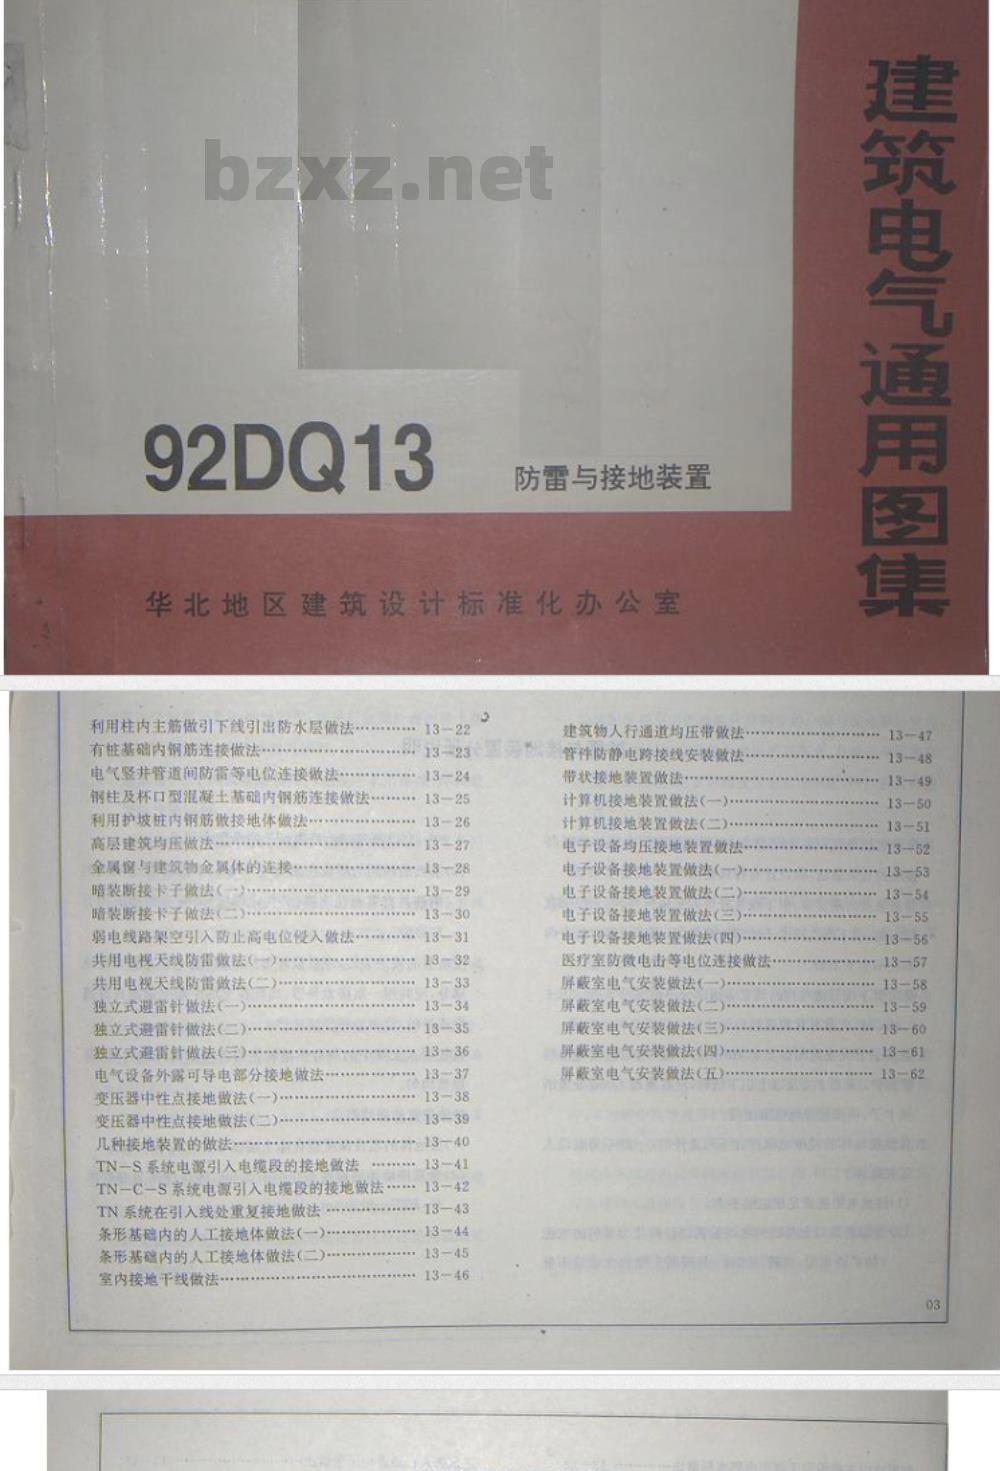 建筑电气通用图集
bzxz.net
92DQ13
防雷与接地装置
华北地区建筑设计标准化办公室
利用柱内主筋做引下线引出防水层做法………… 13－22
有桩基础内钢筋连接做法………… 13－23
电气竖井管道间防雷等电位连接做法………… 13－24
钢柱及杯口型混凝土基础内钢筋连接做法………… 13－25
利用护坡桩内钢筋做接地体做法………… 13－26
高层建筑均压做法………… 13－27
金属窗与建筑物金属体的连接………… 13－28
暗装断接卡子做法(一)………… 13－29
暗装断接卡子做法(二)………… 13－30
弱电线路架空引入防止高电位侵入做法………… 13－31
共用电视天线防雷做法(一)………… 13－32
共用电视天线防雷做法(二)………… 13－33
独立式避雷针做法(一)………… 13－34
独立式避雷针做法(二)………… 13－35
独立式避雷针做法(三)………… 13－36
电气设备外露可导电部分接地做法………… 13－37
变压器中性点接地做法(一)………… 13－38
变压器中性点接地做法(二)………… 13－39
几种接地装置的做法………… 13－40
TN－S系统电源引入电缆段的接地做法 ……… 13－41
TN－C－S系统电源引入电缆段的接地做法…… 13－42
TN系统在引入线处重复接地做法 ………… 13－43
条形基础内的人工接地体做法(一)………… 13－44
条形基础内的人工接地体做法(二)………… 13－45
室内接地干线做法………… 13－46
建筑物人行通道均压带做法………… 13－47
管件防静电跨接线安装做法………… 13－48
带状接地装置做法………… 13－49
计算机接地装置做法(一)………… 13－50
计算机接地装置做法(二)………… 13－51
电子设备均压接地装置做法………… 13－52
电子设备接地装置做法(一)………… 13－53
电子设备接地装置做法(二)………… 13－54
电子设备接地装置做法(三)………… 13－55
电子设备接地装置做法(四)………… 13－56
医疗室防微电击等电位连接做法………… 13－57
屏蔽室电气安装做法(一)………… 13－58
屏蔽室电气安装做法(二)………… 13－59
屏蔽室电气安装做法(三)………… 13－60
屏蔽室电气安装做法(四)………… 13－61
屏蔽室电气安装做法(五)………… 13－62
03